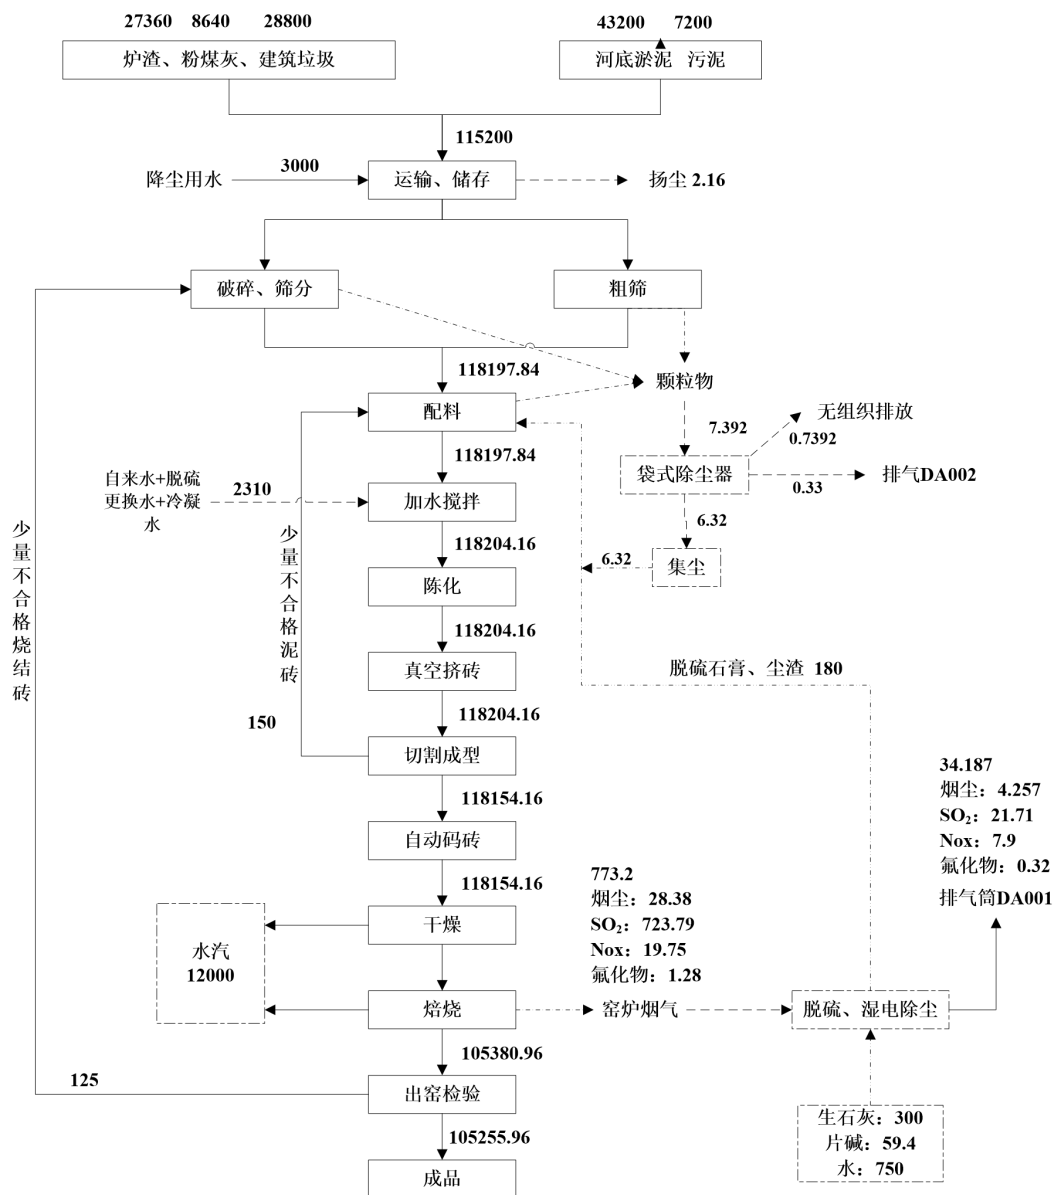 27360 8640 28800
43200 7200
炉渣、粉煤灰、建筑垃圾
河底淤泥 污泥
115200
降尘用水
3000
运输、储存
扬尘 2.16
破碎、筛分
粗筛
118197.84
颗粒物
配料
7.392
无组织排放
0.7392
118197.84
袋式除尘器
0.33
排气DA002
自来水+脱硫
更换水+冷凝
水
2310
加水搅拌
6.32
118204.16
集尘
6.32
陈化
少量不合格烧结砖
少量不合格泥砖
118204.16
真空挤砖
脱硫石膏、尘渣 180
118204.16
150
切割成型
118154.16
34.187
烟尘：4.257
SO₂：21.71
Nox：7.9
氟化物：0.32
排气筒DA001
自动码砖
118154.16
773.2
烟尘：28.38
SO₂：723.79
Nox：19.75
氟化物：1.28
干燥
水汽
12000
焙烧
窑炉烟气
脱硫、湿电除尘
105380.96
125
出窑检验
生石灰：300
片碱：59.4
水：750
105255.96
成品